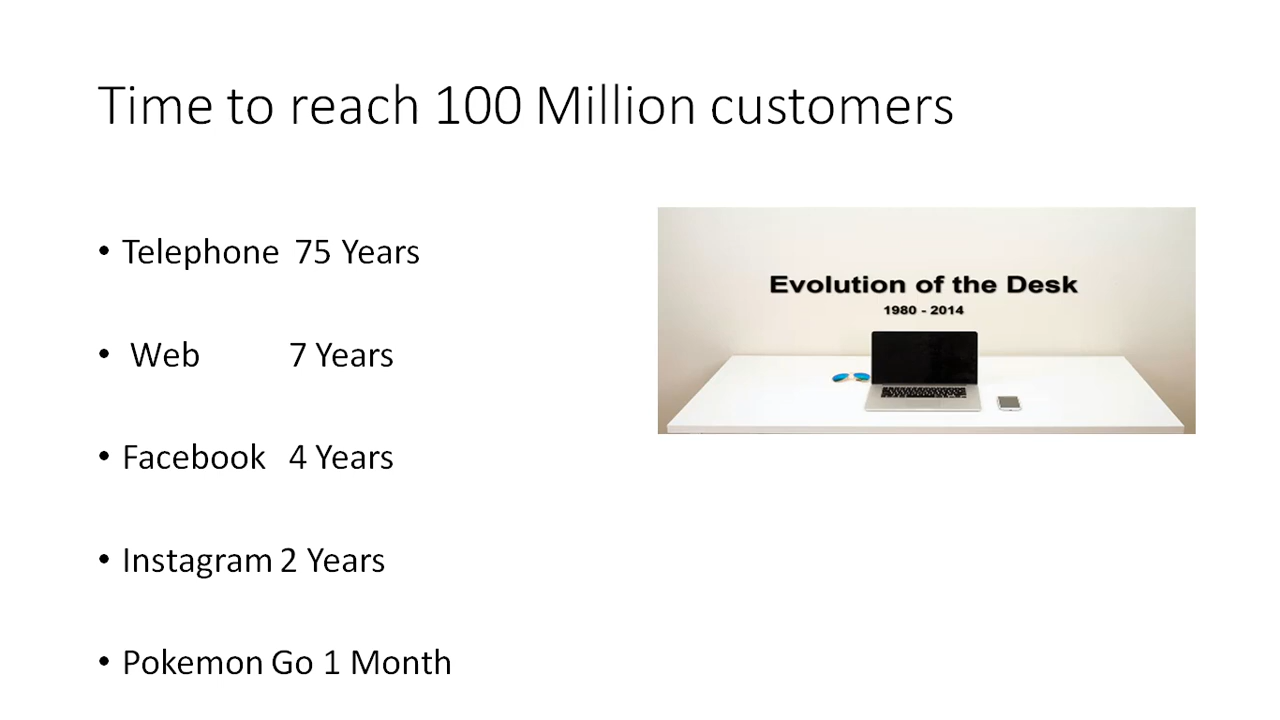 Time to reach 100 Million customers
• Telephone 75 Years
• Web 7 Years
• Facebook 4 Years
• Instagram 2 Years
• Pokemon Go 1 Month
Evolution of the Desk
1980 - 2014